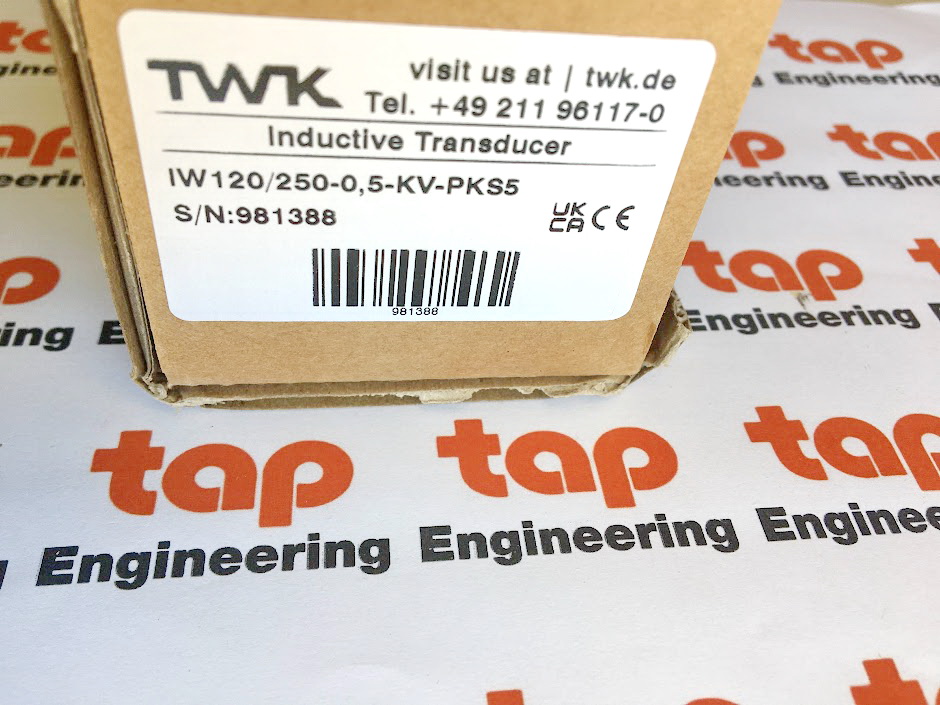 TWK
visit us at | twk.de
Tel. +49 211 96117-0
Inductive Transducer
IW120/250-0,5-KV-PKS5
S/N:981388
UK
CA CE
981388
tap
Engineering
tap
Engineering
tap
Engineering
tap
Engineering
tap
Engineering
tap
Engineering